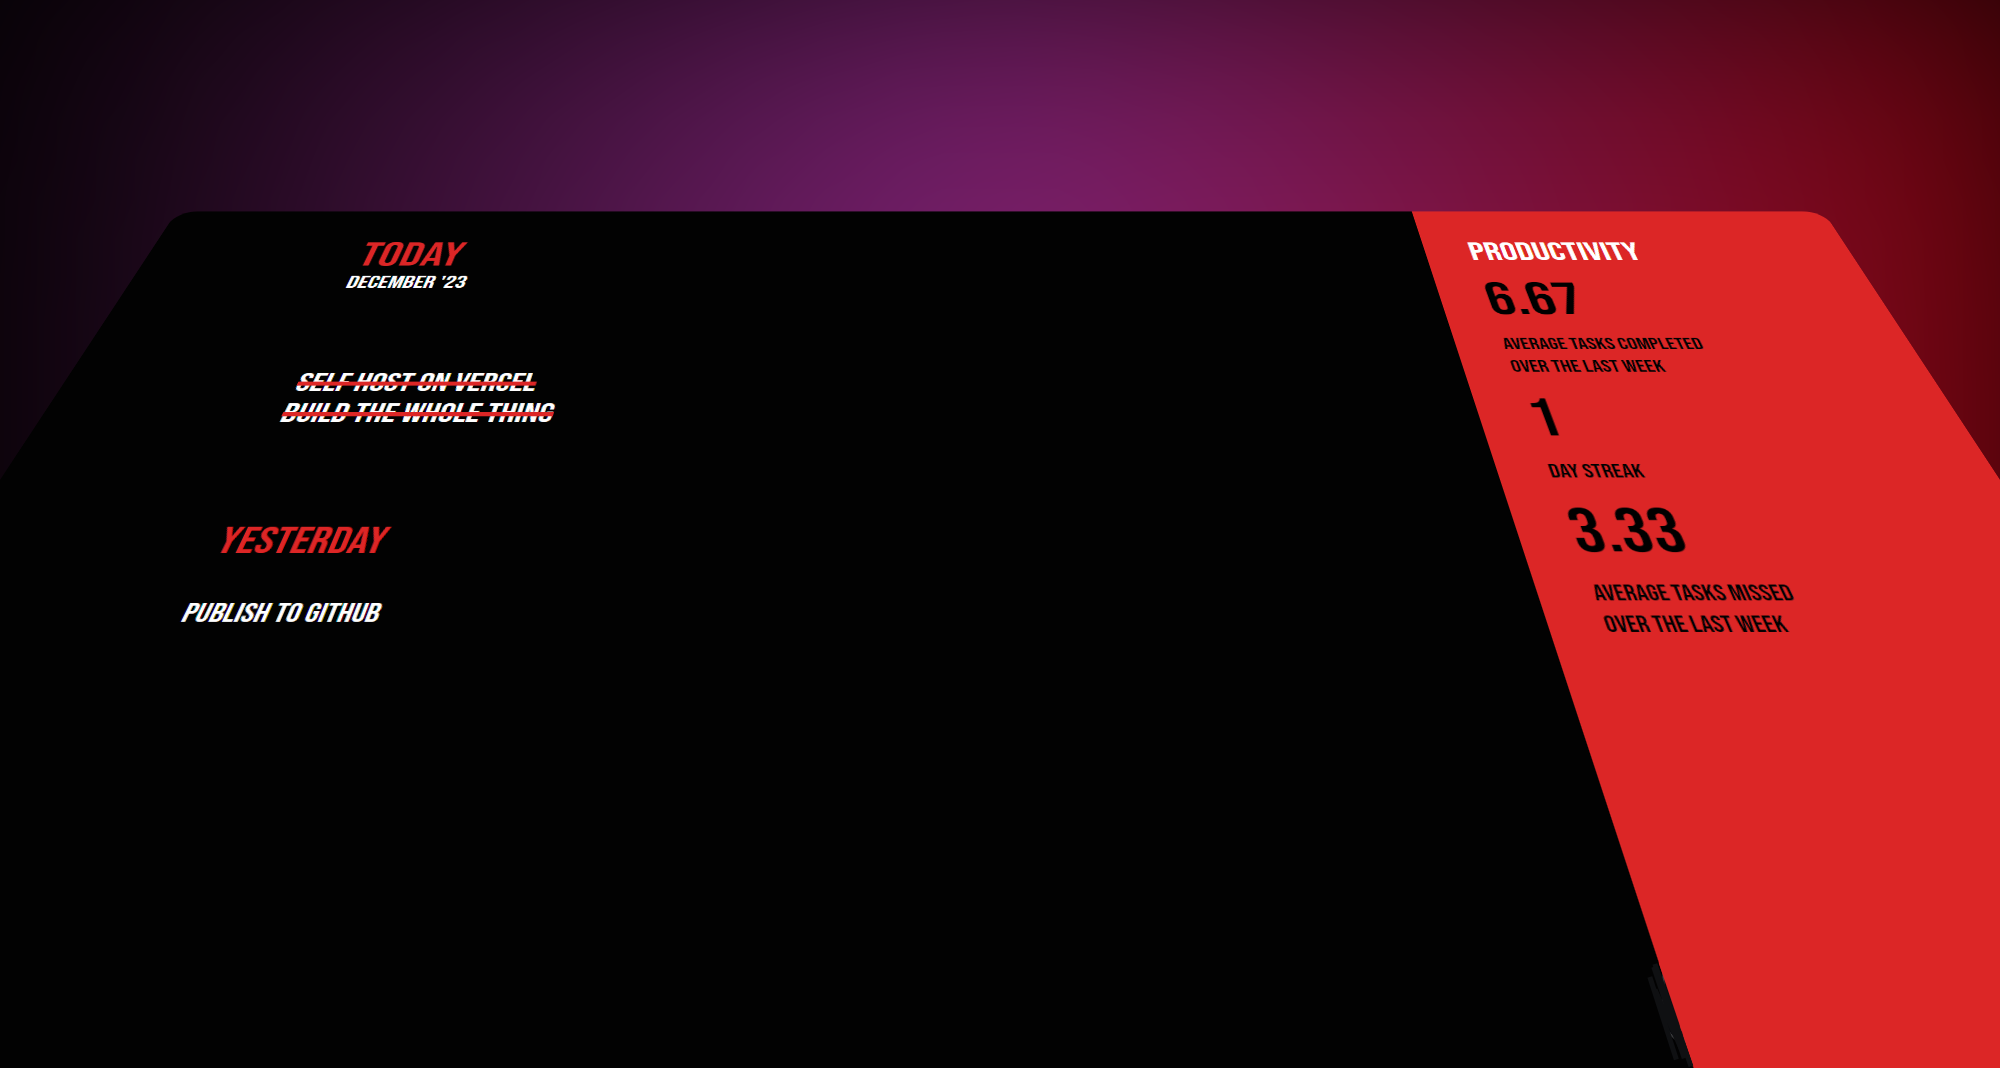 TODAY
DECEMBER '23
SELF HOST ON VERCEL
BUILD THE WHOLE THING
YESTERDAY
PUBLISH TO GITHUB
PRODUCTIVITY
6.67
AVERAGE TASKS COMPLETED
OVER THE LAST WEEK
1
DAY STREAK
3.33
AVERAGE TASKS MISSED
OVER THE LAST WEEK